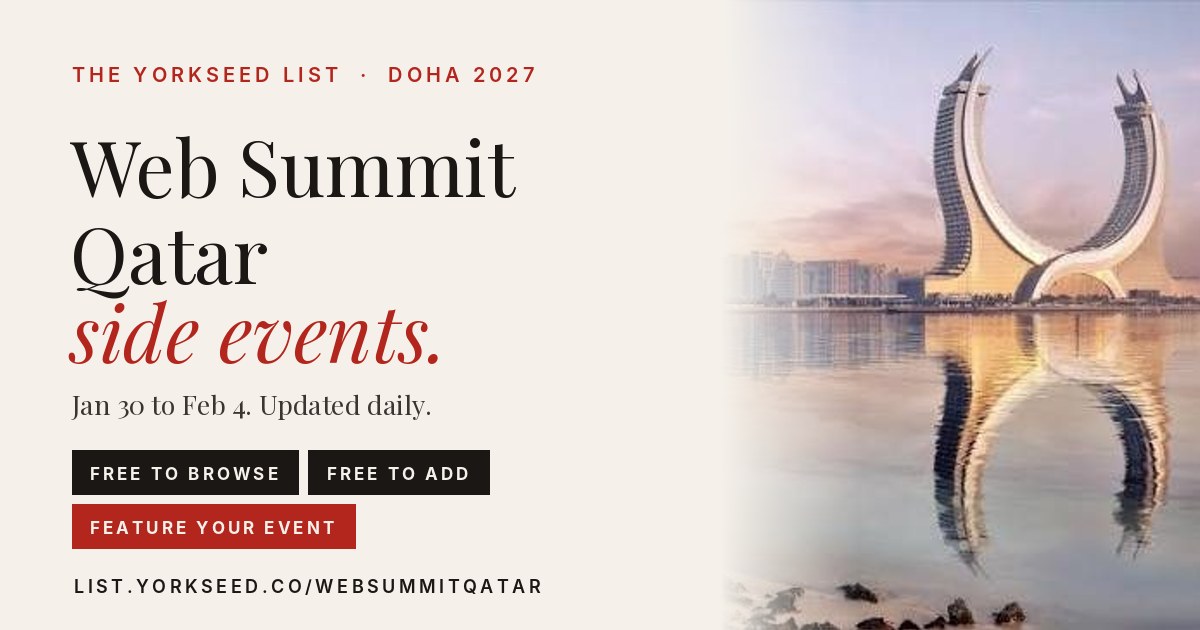 THE YORKSEED LIST · DOHA 2027
Web Summit
Qatar
side events.
Jan 30 to Feb 4. Updated daily.
FREE TO BROWSE FREE TO ADD
FEATURE YOUR EVENT
LIST.YORKSEED.CO/WEBSUMMITQATAR